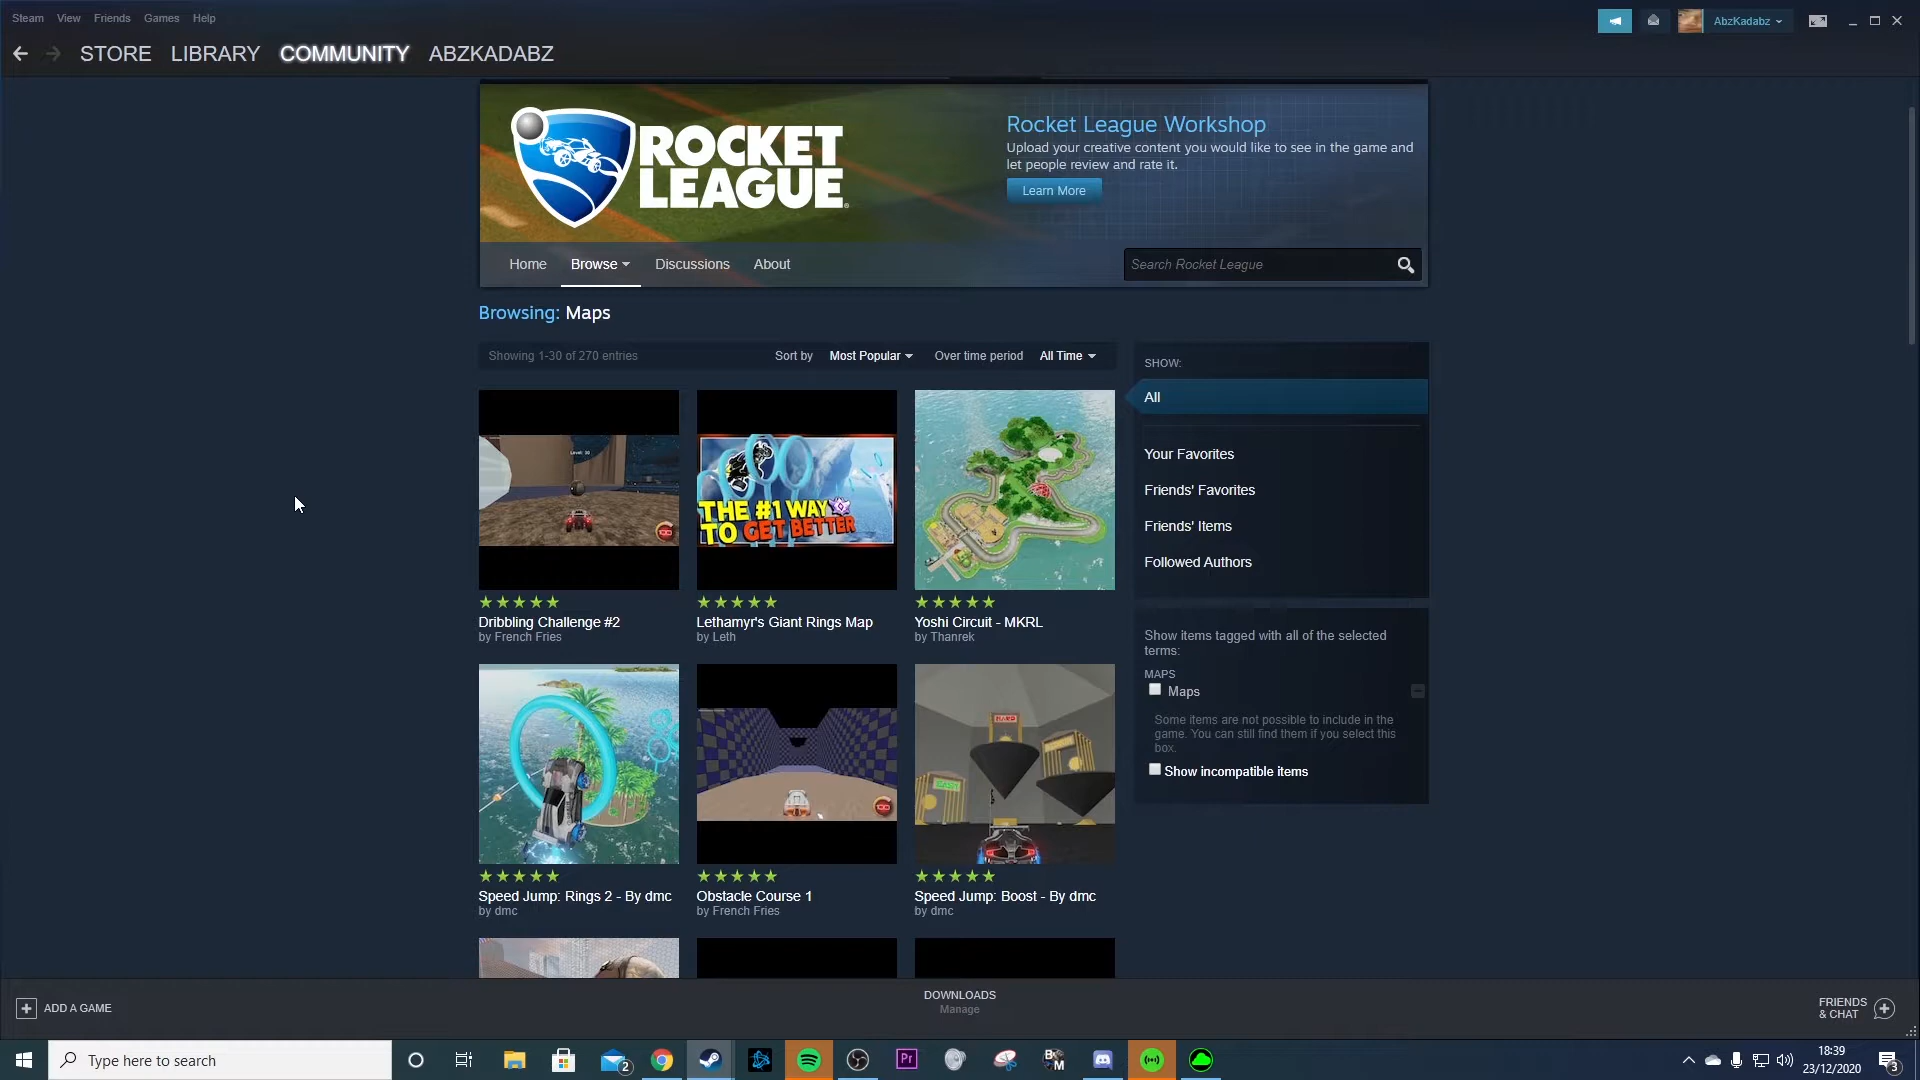 Steam View Friends Games Help
AbzKadabz
STORE LIBRARY COMMUNITY ABZKADABZ
ROCKET
LEAGUE
Rocket League Workshop
Upload your creative content you would like to see in the game and
let people review and rate it.
Learn More
Home Browse Discussions About
Search Rocket League
Browsing: Maps
Showing 1-30 of 270 entries
Sort by Most Popular Over time period All Time
SHOW:
All
Your Favorites
Friends' Favorites
Friends' Items
Followed Authors
Level: 30
THE #1 WAY
TO GET BETTER
Dribbling Challenge #2
by French Fries
Lethamyr's Giant Rings Map
by Leth
Yoshi Circuit - MKRL
by Thanrek
Show items tagged with all of the selected
terms:
MAPS
Maps
Some items are not possible to include in the
game. You can still find them if you select this
box.
Show incompatible items
HARD
EASY
100
Speed Jump: Rings 2 - By dmc
by dmc
Obstacle Course 1
by French Fries
Speed Jump: Boost - By dmc
by dmc
ADD A GAME
DOWNLOADS
Manage
FRIENDS
& CHAT
Type here to search
2
Pr
B
M
18:39
23/12/2020
3